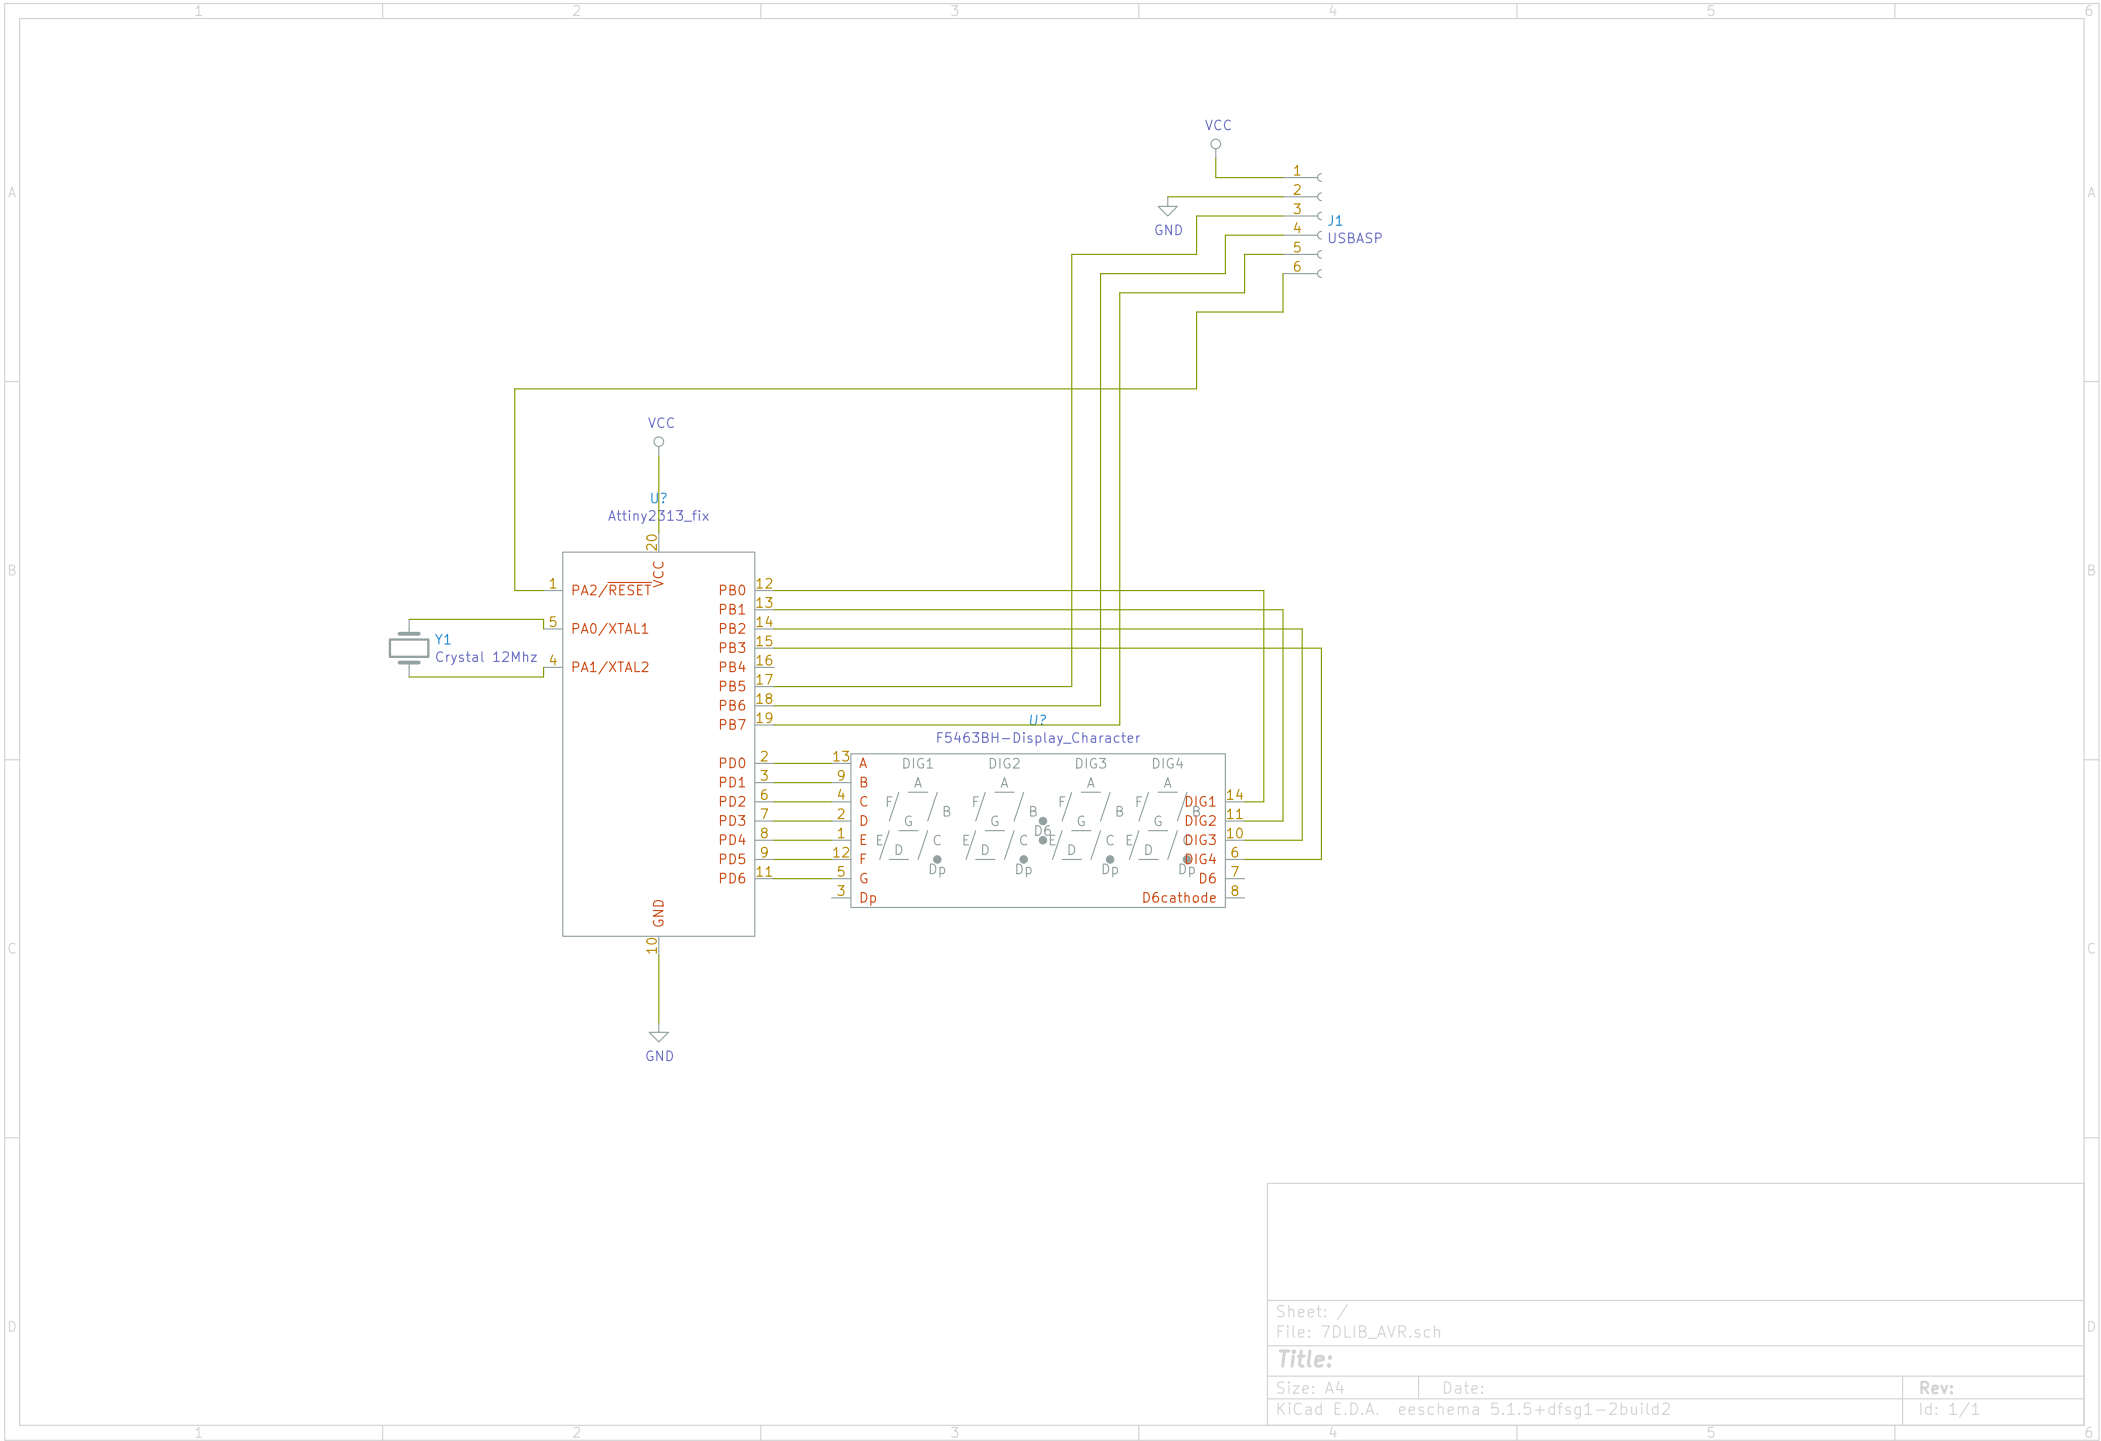 1 2 3 4 5 6
VCC
1
2
3
4
5
6
J1
USBASP
GND
A A
VCC
U?
Attiny2313_fix
20
VCC
B B
1 PA2/RESET
5 PA0/XTAL1
4 PA1/XTAL2
Y1
Crystal 12Mhz
PB0 12
PB1 13
PB2 14
PB3 15
PB4 16
PB5 17
PB6 18
PB7 19
PD0 2
PD1 3
PD2 6
PD3 7
PD4 8
PD5 9
PD6 11
GND
10
GND
U?
F5463BH-Display_Character
13 A
9 B
4 C
2 D
1 E
12 F
5 G
3 Dp
DIG1 DIG2 DIG3 DIG4
A A A A
F B F B F B F B
G G G G
D6
E C E C E C E C
D D D D
Dp Dp Dp Dp
DIG1 14
DIG2 11
DIG3 10
DIG4 6
D6 7
D6cathode 8
C C
D D
Sheet: /
File: 7DLIB_AVR.sch
Title:
Size: A4 Date: Rev:
KiCad E.D.A. eeschema 5.1.5+dfsg1-2build2 Id: 1/1
1 2 3 4 5 6